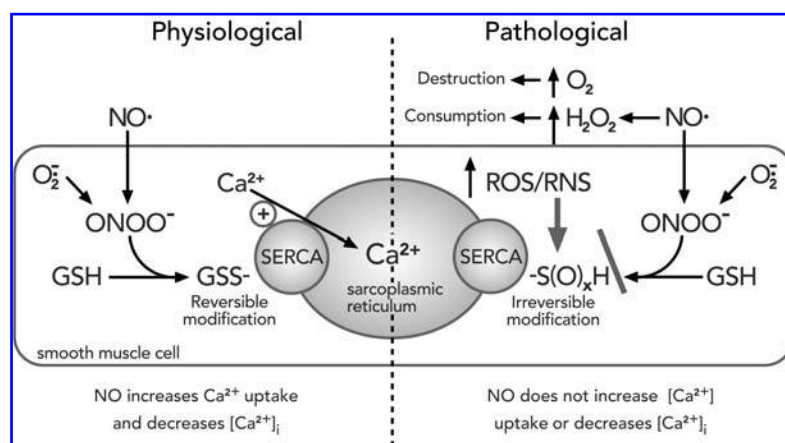 Physiological
Pathological
Destruction
O₂
Consumption
H₂O₂
NO·
NO·
O₂⨪
Ca²⁺
ROS/RNS
O₂⨪
ONOO⁻
+
ONOO⁻
SERCA
Ca²⁺
SERCA
GSH
GSS-
-S(O)ₓH
GSH
Reversible
modification
sarcoplasmic
reticulum
Irreversible
modification
smooth muscle cell
NO increases Ca²⁺ uptake
and decreases [Ca²⁺]ᵢ
NO does not increase [Ca²⁺]
uptake or decreases [Ca²⁺]ᵢ